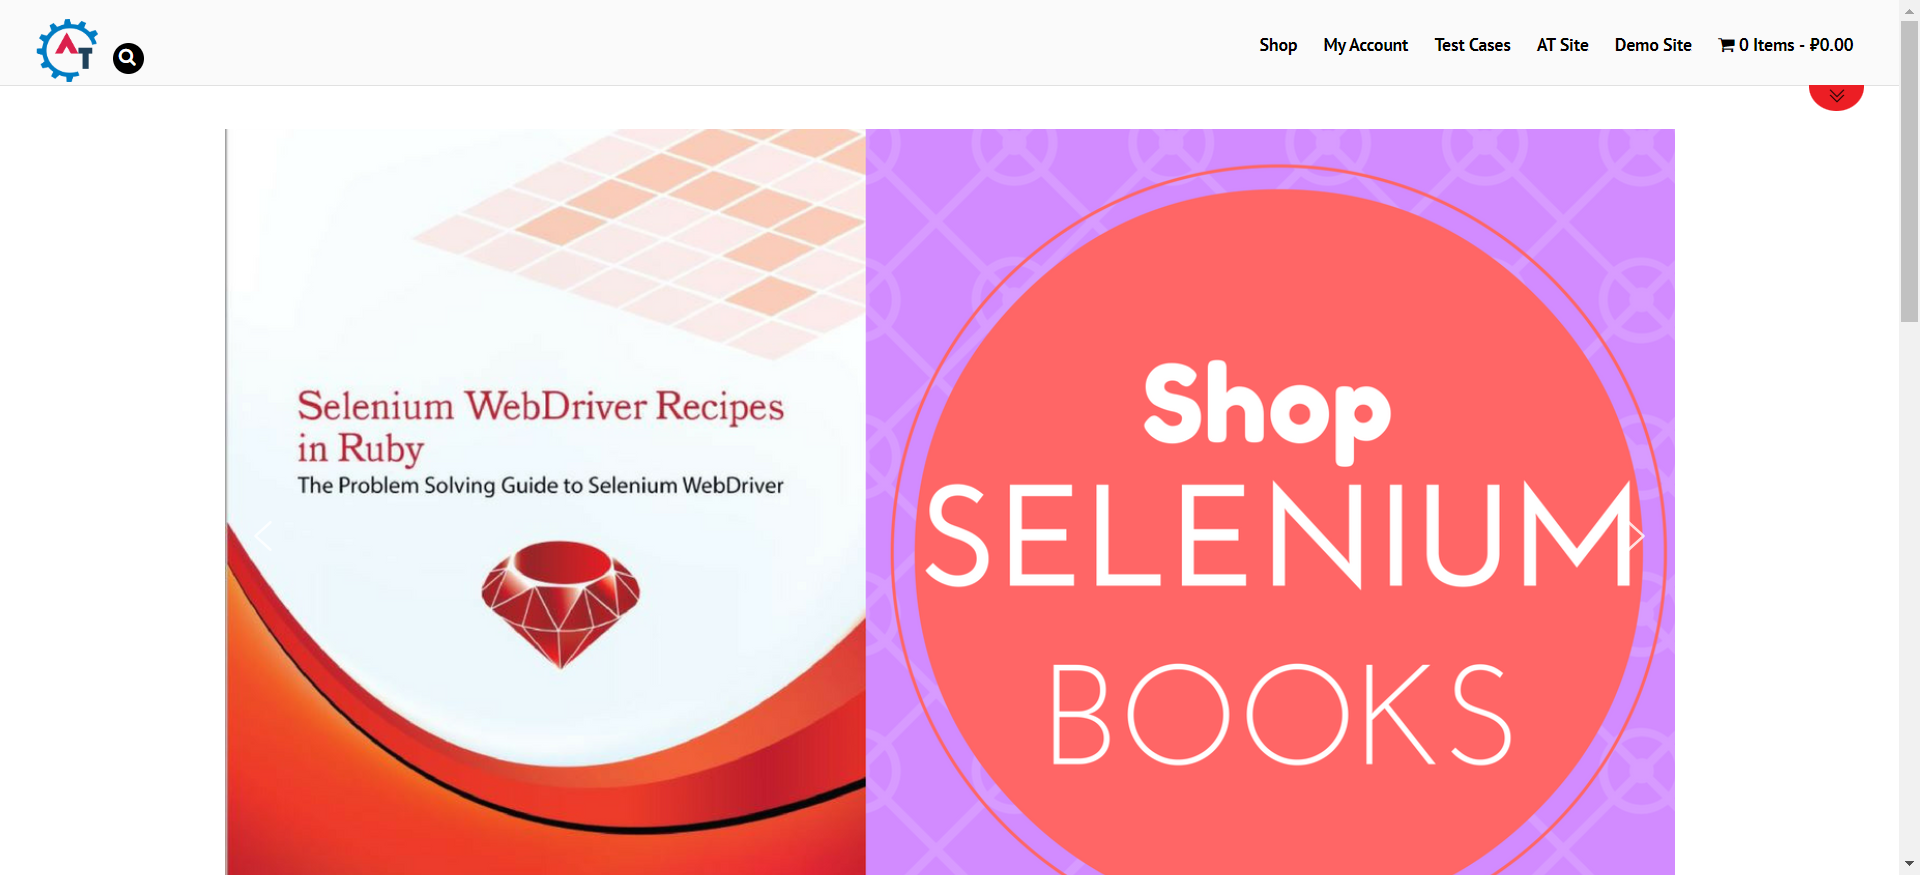 AT
Shop My Account Test Cases AT Site Demo Site 0 Items - ₽0.00
Selenium WebDriver Recipes
in Ruby
The Problem Solving Guide to Selenium WebDriver
Shop
SELENIUM
BOOKS